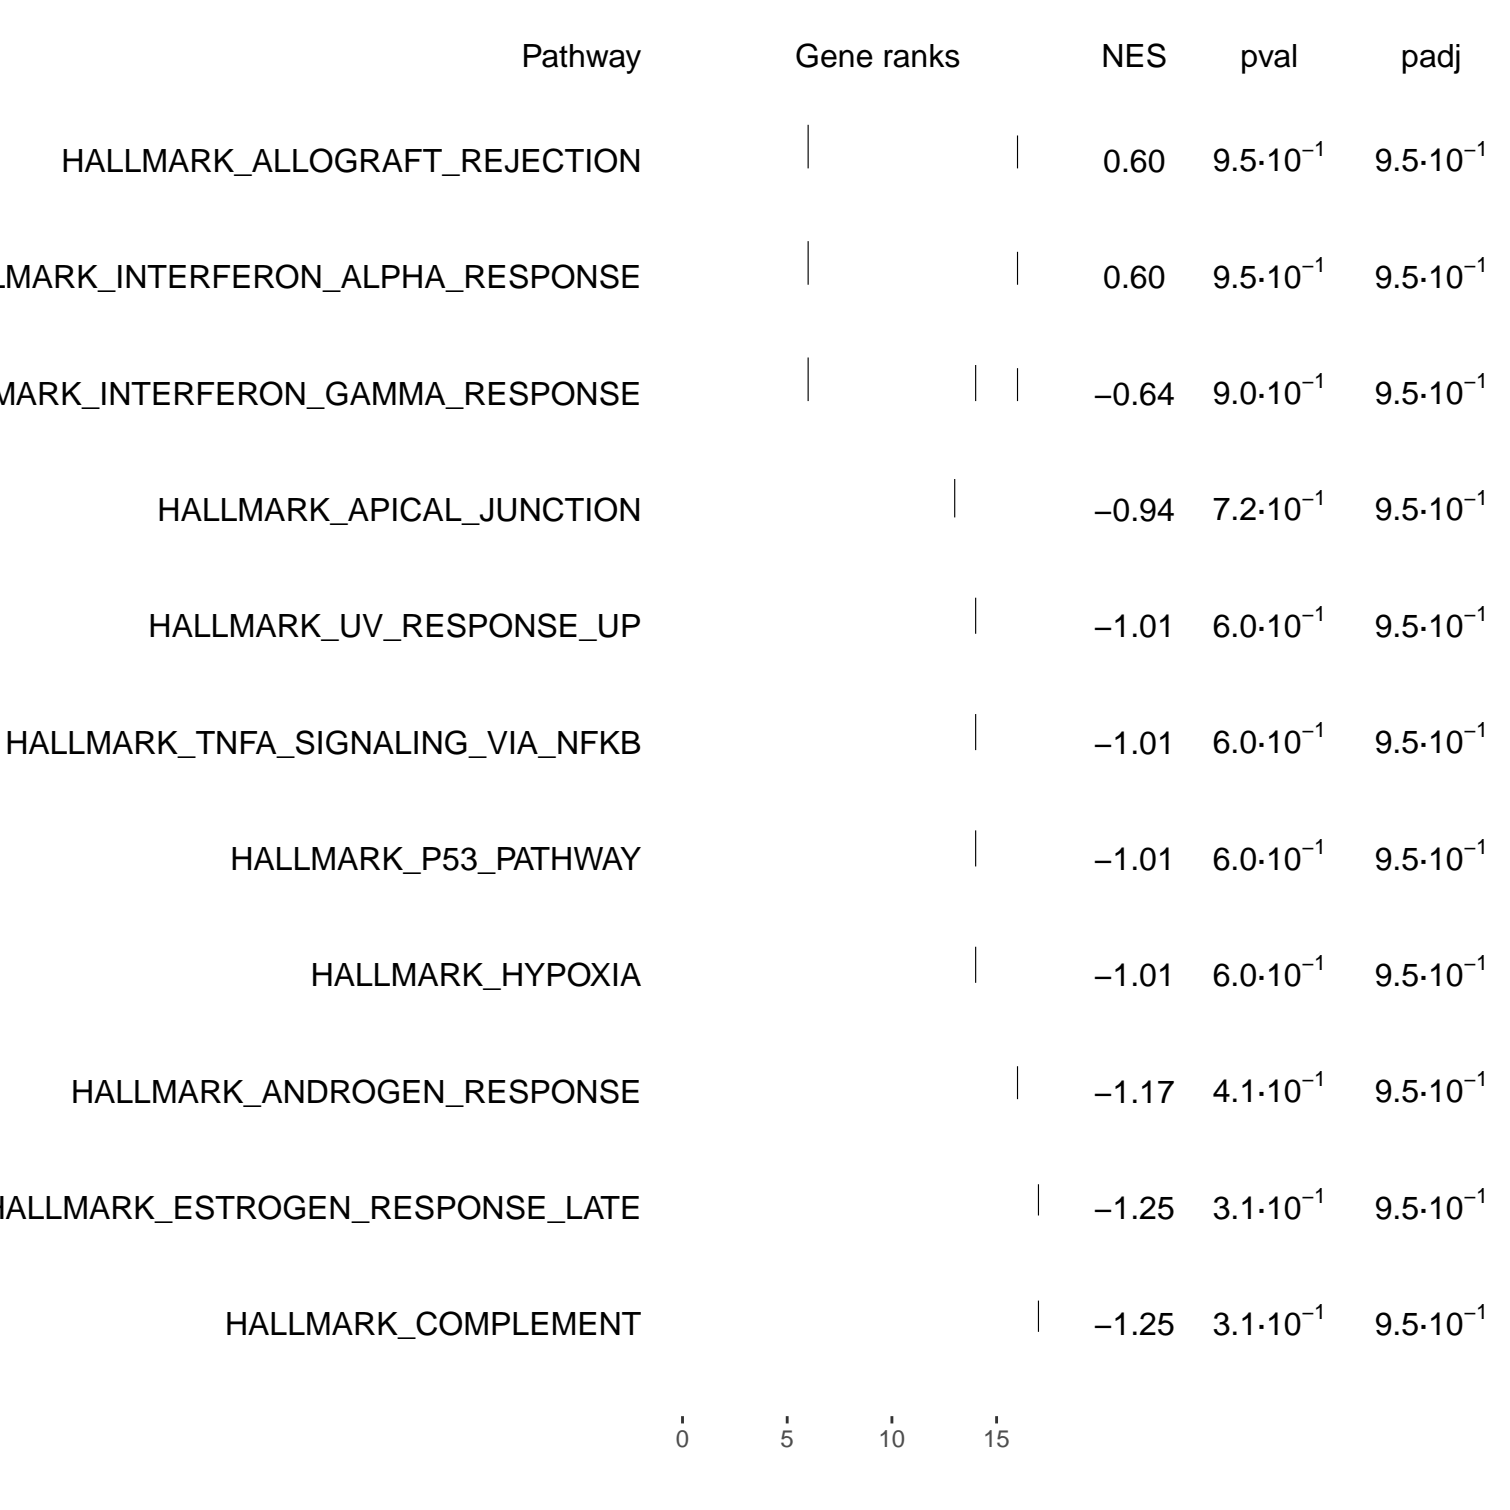 Pathway Gene ranks NES pval padj
HALLMARK_ALLOGRAFT_REJECTION 0.60 9.5·10⁻¹ 9.5·10⁻¹
LMARK_INTERFERON_ALPHA_RESPONSE 0.60 9.5·10⁻¹ 9.5·10⁻¹
MARK_INTERFERON_GAMMA_RESPONSE −0.64 9.0·10⁻¹ 9.5·10⁻¹
HALLMARK_APICAL_JUNCTION −0.94 7.2·10⁻¹ 9.5·10⁻¹
HALLMARK_UV_RESPONSE_UP −1.01 6.0·10⁻¹ 9.5·10⁻¹
HALLMARK_TNFA_SIGNALING_VIA_NFKB −1.01 6.0·10⁻¹ 9.5·10⁻¹
HALLMARK_P53_PATHWAY −1.01 6.0·10⁻¹ 9.5·10⁻¹
HALLMARK_HYPOXIA −1.01 6.0·10⁻¹ 9.5·10⁻¹
HALLMARK_ANDROGEN_RESPONSE −1.17 4.1·10⁻¹ 9.5·10⁻¹
HALLMARK_ESTROGEN_RESPONSE_LATE −1.25 3.1·10⁻¹ 9.5·10⁻¹
HALLMARK_COMPLEMENT −1.25 3.1·10⁻¹ 9.5·10⁻¹
0 5 10 15